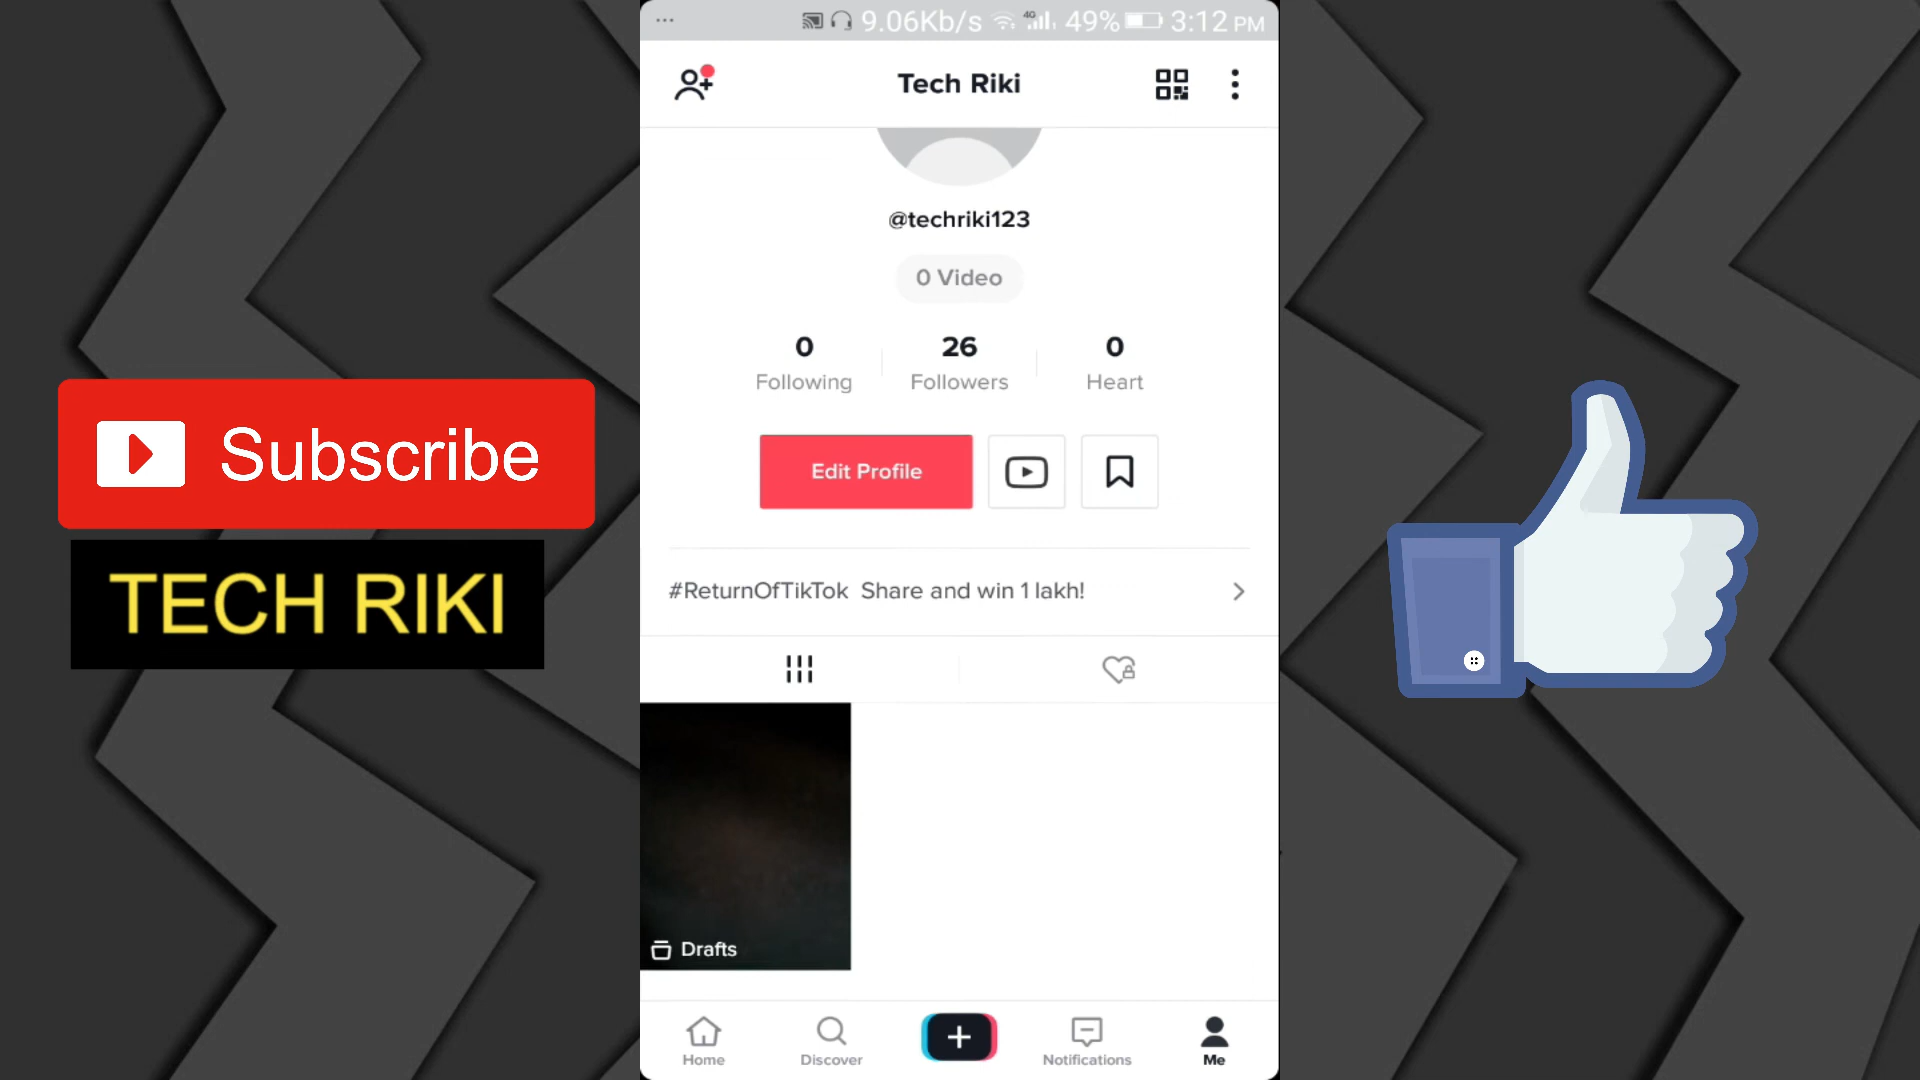 ... 9.06Kb/s 4G 49% 3:12 PM
Tech Riki
@techriki123
0 Video
0 26 0
Following Followers Heart
Edit Profile
#ReturnOfTikTok Share and win 1 lakh!
Drafts
Home Discover Notifications Me
Subscribe
TECH RIKI